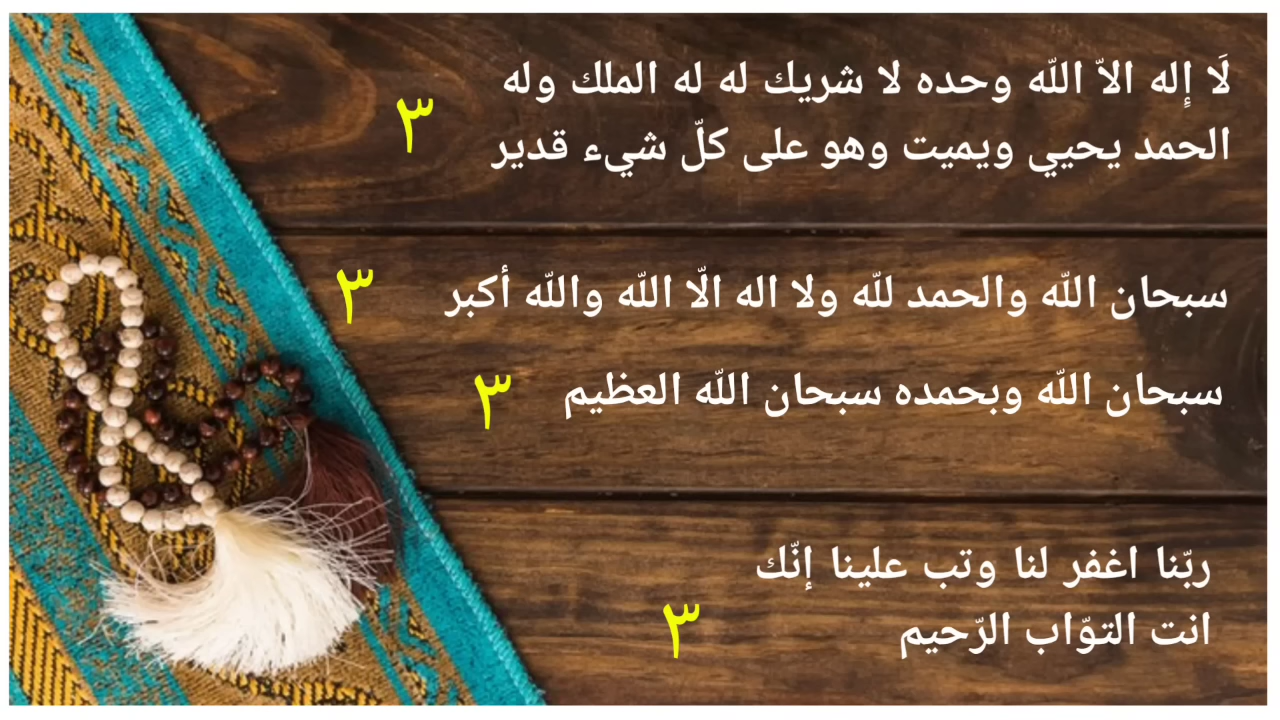 لَا إِله الاّ اللّه وحده لا شريك له له الملك وله
الحمد يحيي ويميت وهو على كلّ شيء قدير ٣
سبحان اللّه والحمد للّه ولا اله الّا اللّه واللّه أكبر ٣
سبحان اللّه وبحمده سبحان اللّه العظيم ٣
ربّنا اغفر لنا وتب علينا إنّك
انت التوّاب الرّحيم ٣